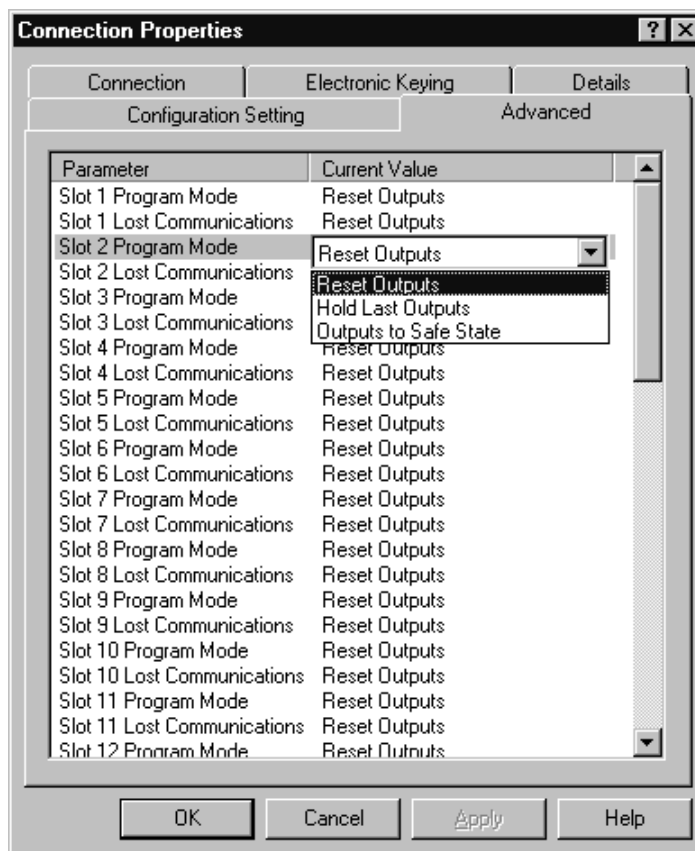 Connection Properties
? X
Connection Electronic Keying Details
Configuration Setting Advanced
Parameter Current Value
Slot 1 Program Mode Reset Outputs
Slot 1 Lost Communications Reset Outputs
Slot 2 Program Mode Reset Outputs
Slot 2 Lost Communications Reset Outputs
Slot 3 Program Mode Hold Last Outputs
Slot 3 Lost Communications Outputs to Safe State
Slot 4 Program Mode Reset Outputs
Slot 4 Lost Communications Reset Outputs
Slot 5 Program Mode Reset Outputs
Slot 5 Lost Communications Reset Outputs
Slot 6 Program Mode Reset Outputs
Slot 6 Lost Communications Reset Outputs
Slot 7 Program Mode Reset Outputs
Slot 7 Lost Communications Reset Outputs
Slot 8 Program Mode Reset Outputs
Slot 8 Lost Communications Reset Outputs
Slot 9 Program Mode Reset Outputs
Slot 9 Lost Communications Reset Outputs
Slot 10 Program Mode Reset Outputs
Slot 10 Lost Communications Reset Outputs
Slot 11 Program Mode Reset Outputs
Slot 11 Lost Communications Reset Outputs
Slot 12 Program Mode Reset Outputs
OK Cancel Apply Help